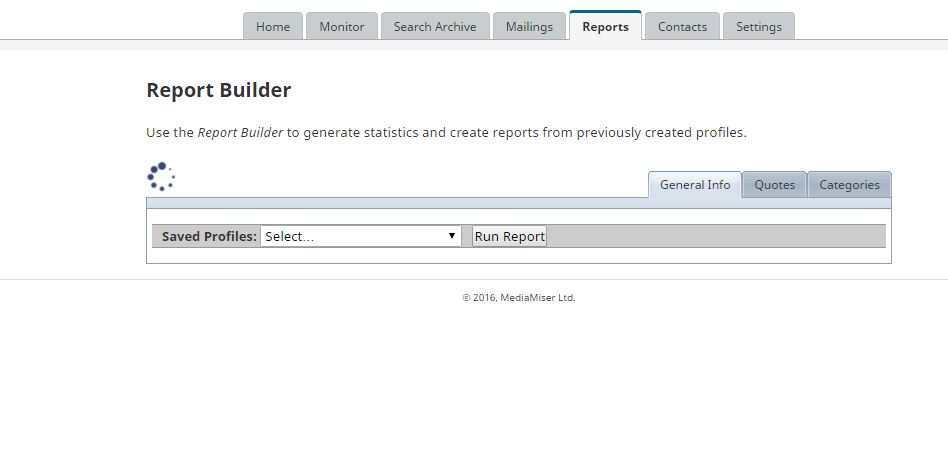 Home Monitor Search Archive Mailings Reports Contacts Settings
Report Builder
Use the Report Builder to generate statistics and create reports from previously created profiles.
General Info Quotes Categories
Saved Profiles: Select... Run Report
© 2016, MediaMiser Ltd.